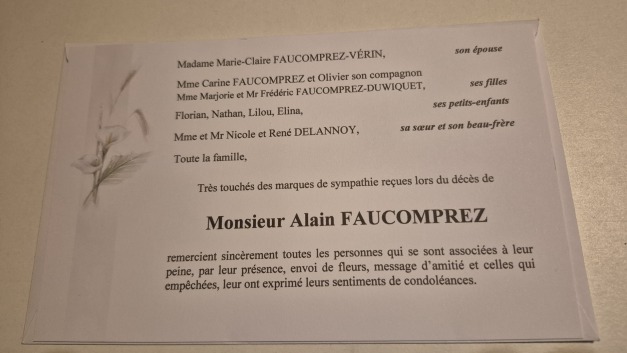 Madame Marie-Claire FAUCOMPREZ-VÉRIN, son épouse
Mme Carine FAUCOMPREZ et Olivier son compagnon
Mme Marjorie et Mr Frédéric FAUCOMPREZ-DUWIQUET, ses filles
Florian, Nathan, Lilou, Elina, ses petits-enfants
Mme et Mr Nicole et René DELANNOY, sa sœur et son beau-frère
Toute la famille,
Très touchés des marques de sympathie reçues lors du décès de
Monsieur Alain FAUCOMPREZ
remercient sincèrement toutes les personnes qui se sont associées à leur
peine, par leur présence, envoi de fleurs, message d'amitié et celles qui
empêchées, leur ont exprimé leurs sentiments de condoléances.